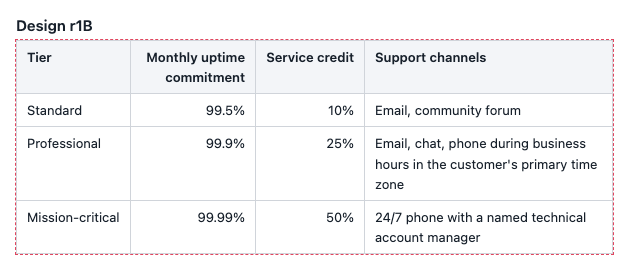 Design r1B
Tier
Monthly uptime
commitment
Service credit
Support channels
Standard
99.5%
10%
Email, community forum
Professional
99.9%
25%
Email, chat, phone during business
hours in the customer's primary time
zone
Mission-critical
99.99%
50%
24/7 phone with a named technical
account manager